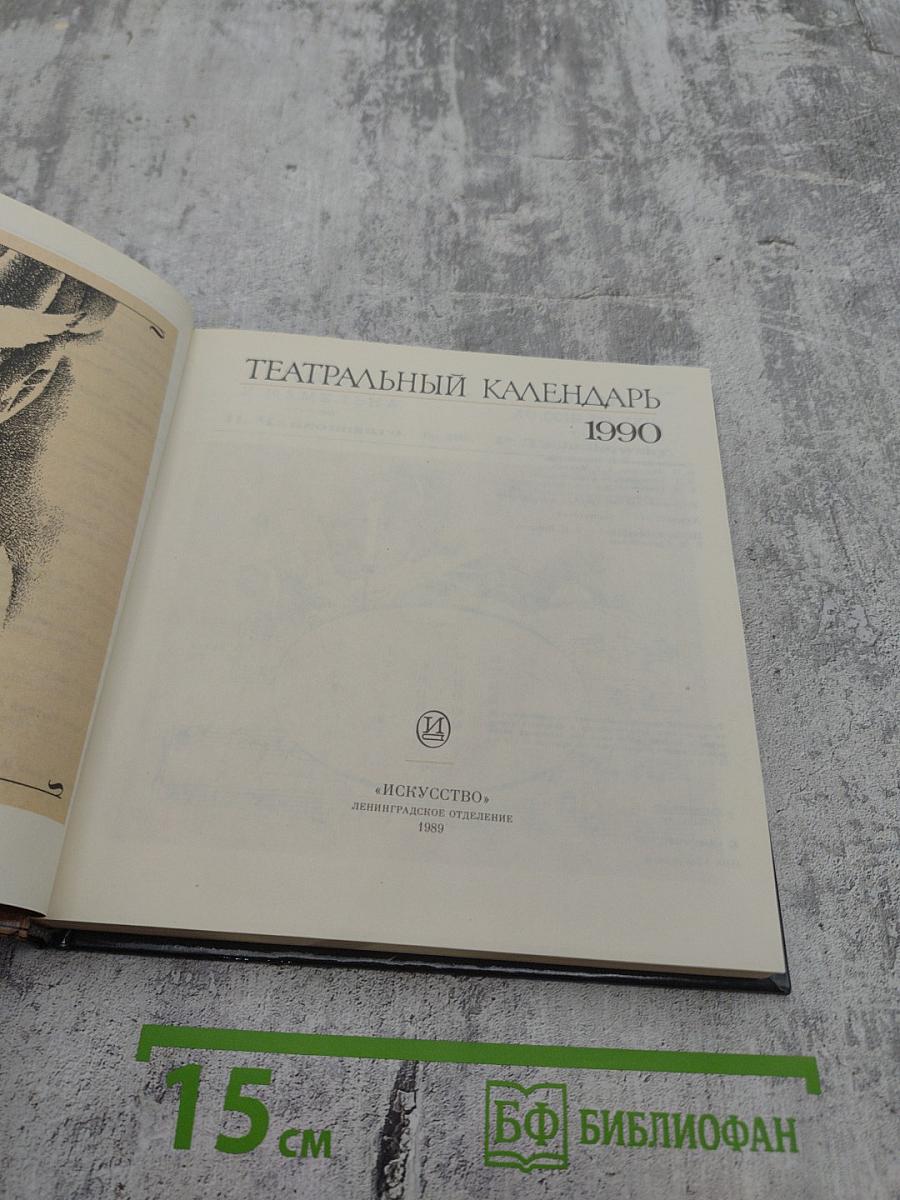 ТЕАТРАЛЬНЫЙ КАЛЕНДАРЬ
1990
И
«ИСКУССТВО»
ЛЕНИНГРАДСКОЕ ОТДЕЛЕНИЕ
1989
15 см
БФ БИБЛИОФАН